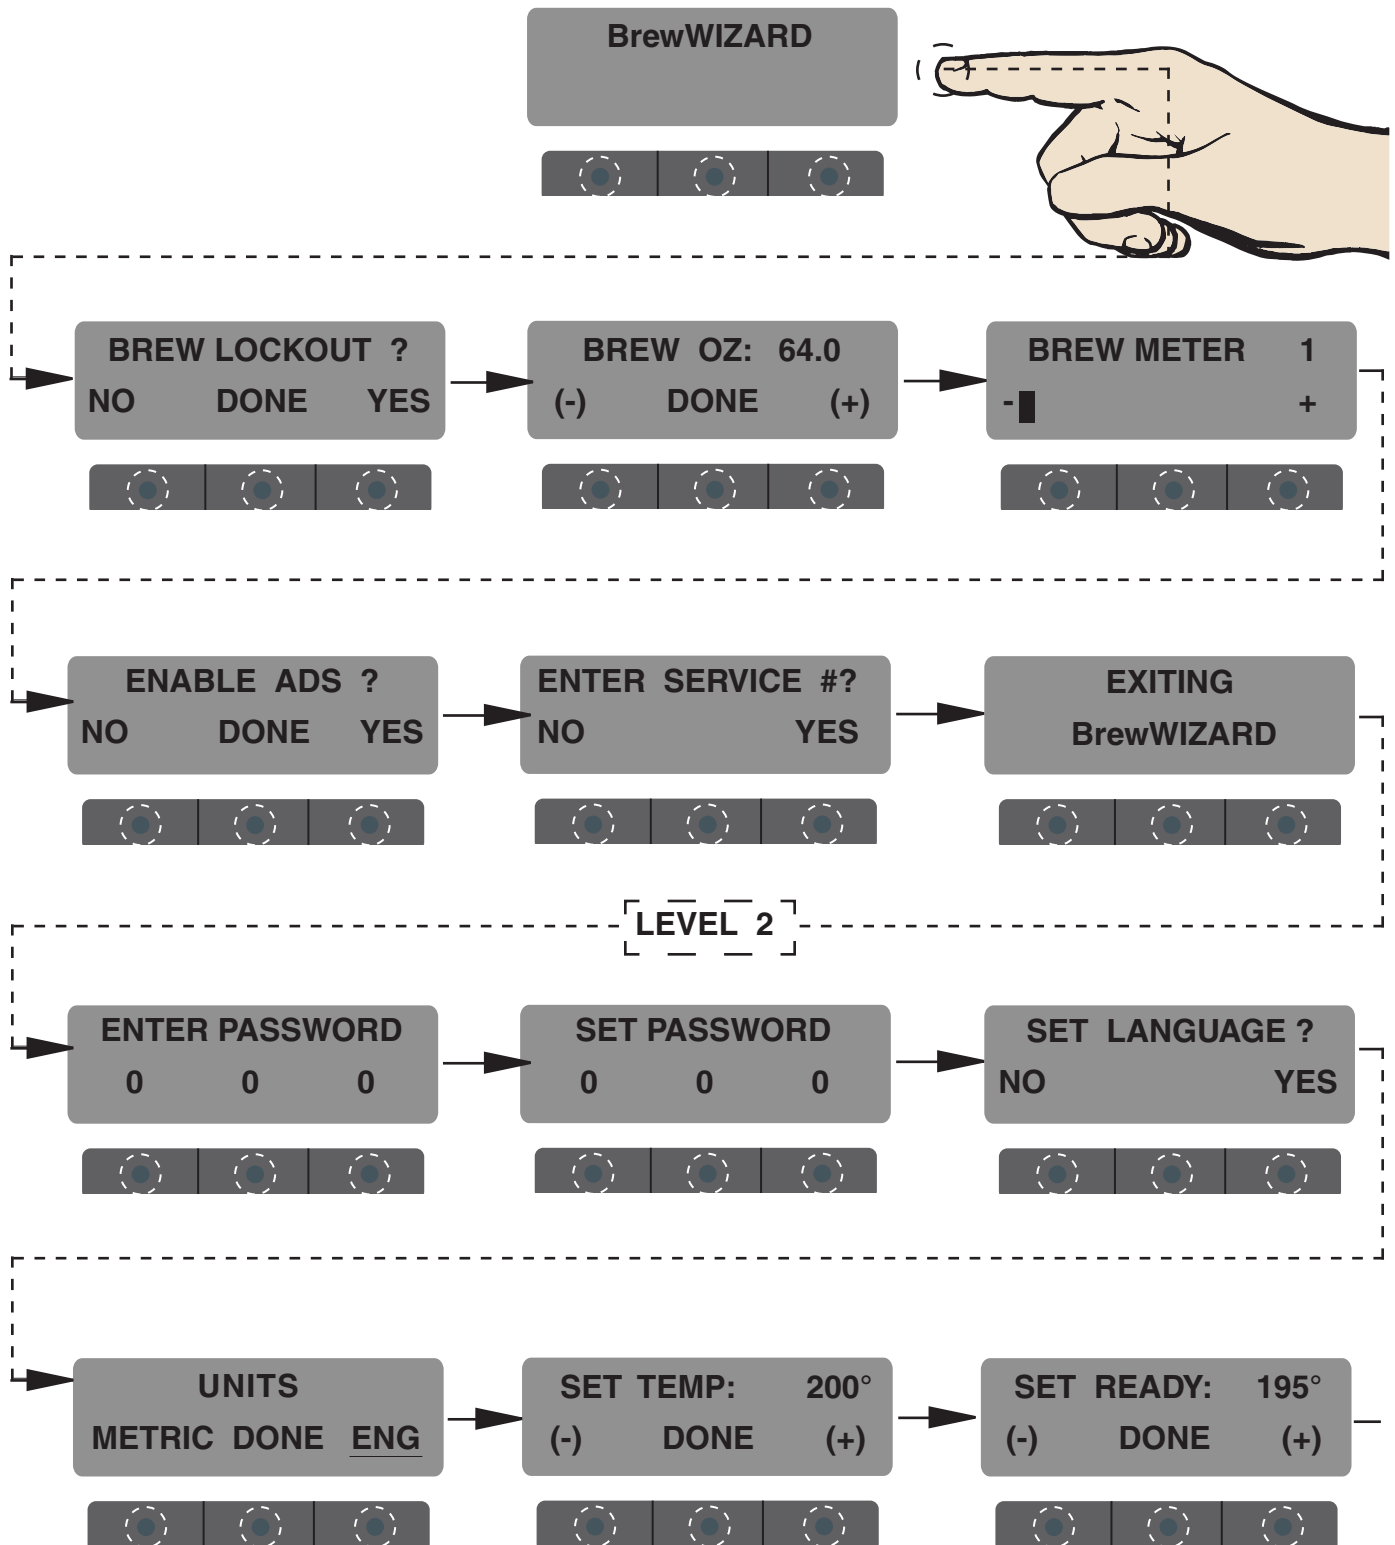 BrewWIZARD
BREW LOCKOUT ?
NO DONE YES
BREW OZ: 64.0
(-) DONE (+)
BREW METER 1
- +
ENABLE ADS ?
NO DONE YES
ENTER SERVICE #?
NO YES
EXITING
BrewWIZARD
LEVEL 2
ENTER PASSWORD
0 0 0
SET PASSWORD
0 0 0
SET LANGUAGE ?
NO YES
UNITS
METRIC DONE ENG
SET TEMP: 200°
(-) DONE (+)
SET READY: 195°
(-) DONE (+)